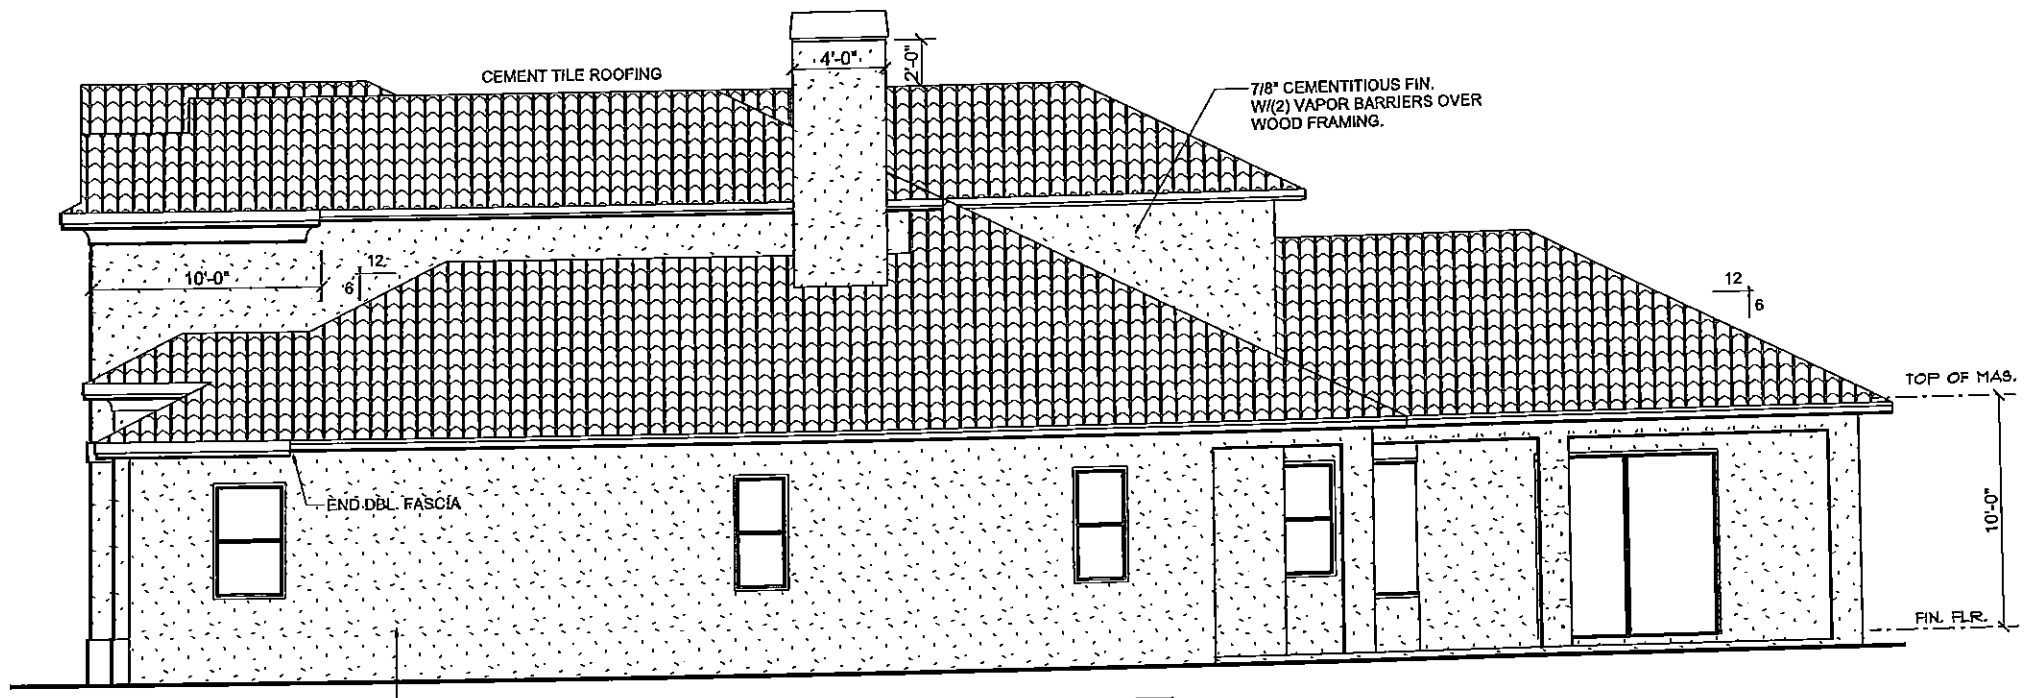 CEMENT TILE ROOFING
4'-0"
2'-0"
7/8" CEMENTITIOUS FIN.
W/(2) VAPOR BARRIERS OVER
WOOD FRAMING.
10'-0"
12
6
12
6
TOP OF MAS.
10'-0"
END DBL. FASCIA
FIN. FLR.